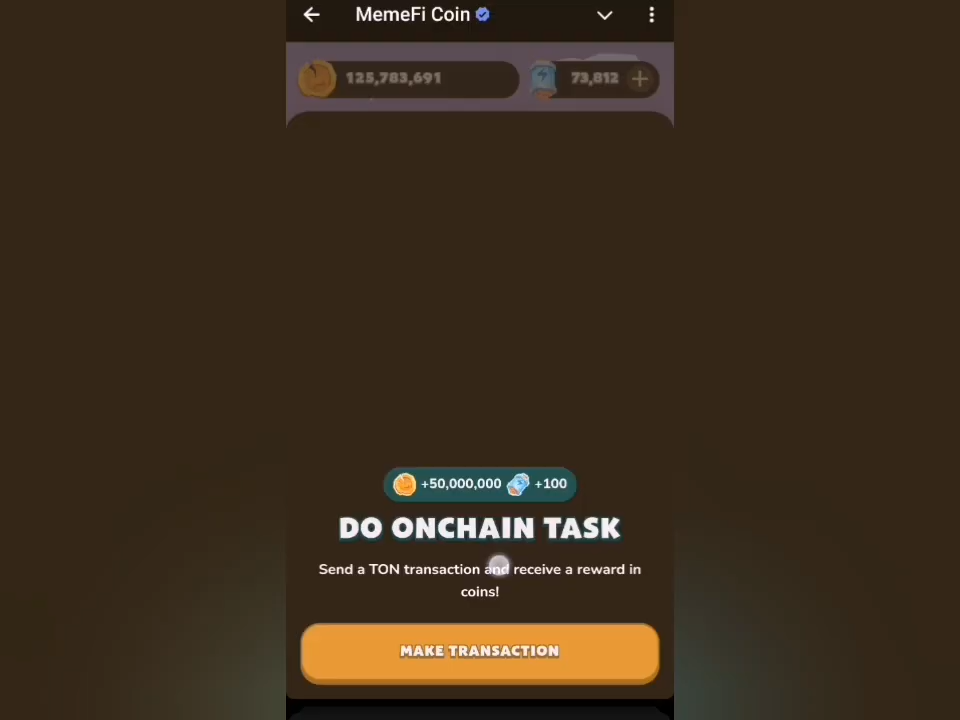 MemeFi Coin
125,783,691
73,812
+50,000,000 +100
DO ONCHAIN TASK
Send a TON transaction and receive a reward in
coins!
MAKE TRANSACTION